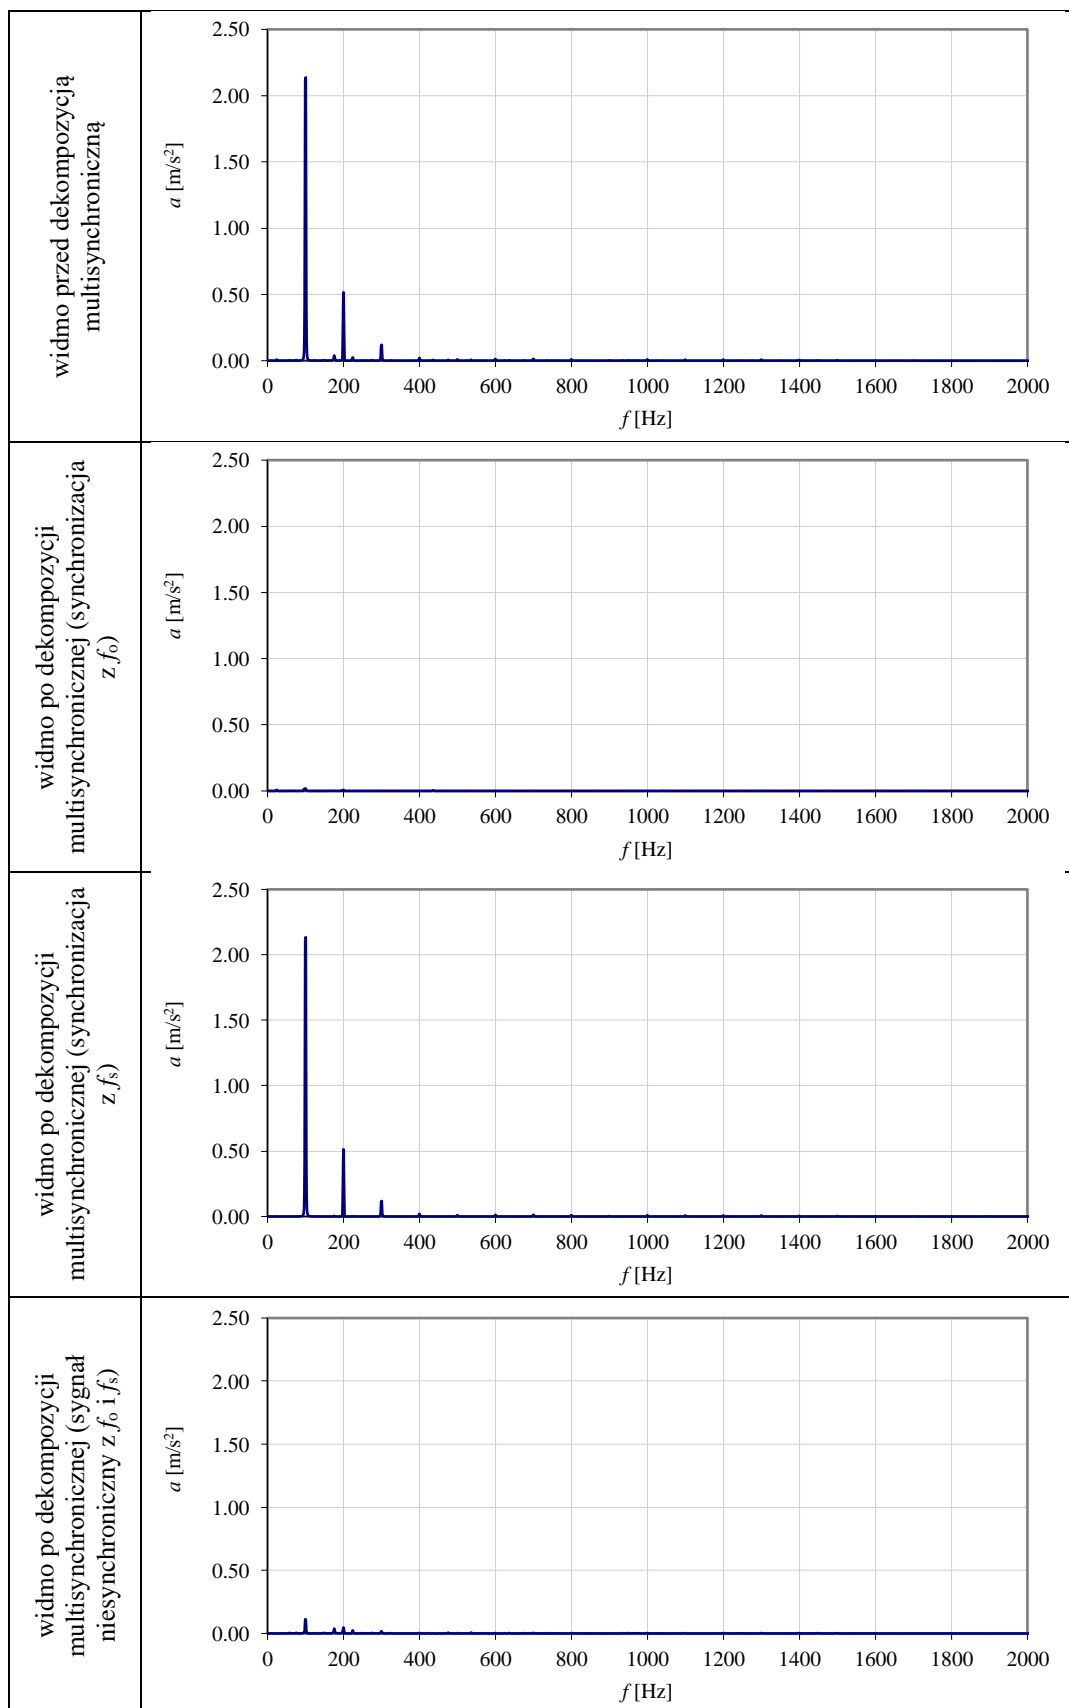 widmo przed dekompozycją
multisynchroniczną
2.50
2.00
1.50
1.00
0.50
0.00
a [m/s²]
0 200 400 600 800 1000 1200 1400 1600 1800 2000
f [Hz]
widmo po dekompozycji
multisynchronicznej (synchronizacja
z fo)
2.50
2.00
1.50
1.00
0.50
0.00
a [m/s²]
0 200 400 600 800 1000 1200 1400 1600 1800 2000
f [Hz]
widmo po dekompozycji
multisynchronicznej (synchronizacja
z fs)
2.50
2.00
1.50
1.00
0.50
0.00
a [m/s²]
0 200 400 600 800 1000 1200 1400 1600 1800 2000
f [Hz]
widmo po dekompozycji
multisynchronicznej (sygnał
niesynchroniczny z fo i fs)
2.50
2.00
1.50
1.00
0.50
0.00
a [m/s²]
0 200 400 600 800 1000 1200 1400 1600 1800 2000
f [Hz]